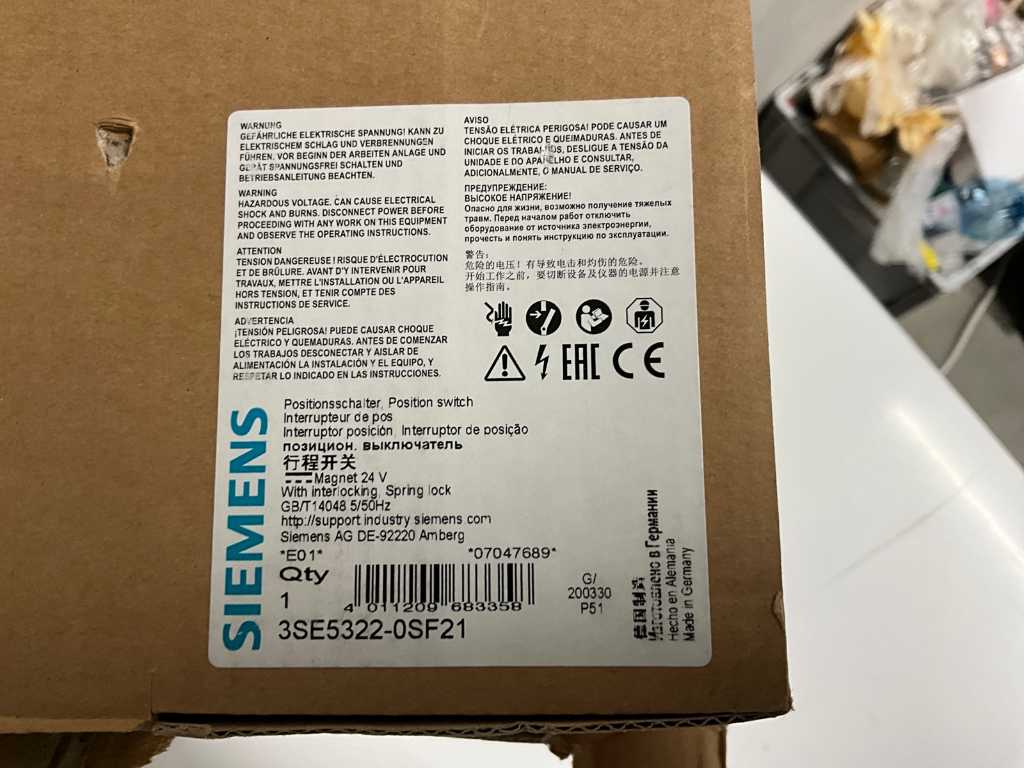 WARNUNG
GEFÄHRLICHE ELEKTRISCHE SPANNUNG! KANN ZU
ELEKTRISCHEM SCHLAG UND VERBRENNUNGEN
FÜHREN. VOR BEGINN DER ARBEITEN ANLAGE UND
GERÄT SPANNUNGSFREI SCHALTEN UND
BETRIEBSANLEITUNG BEACHTEN.
WARNING
HAZARDOUS VOLTAGE. CAN CAUSE ELECTRICAL
SHOCK AND BURNS. DISCONNECT POWER BEFORE
PROCEEDING WITH ANY WORK ON THIS EQUIPMENT
AND OBSERVE THE OPERATING INSTRUCTIONS.
ATTENTION
TENSION DANGEREUSE ! RISQUE D'ÉLECTROCUTION
ET DE BRÛLURE. AVANT D'Y INTERVENIR POUR
TRAVAUX, METTRE L'INSTALLATION OU L'APPAREIL
HORS TENSION, ET TENIR COMPTE DES
INSTRUCTIONS DE SERVICE.
ADVERTENCIA
¡TENSIÓN PELIGROSA! PUEDE CAUSAR CHOQUE
ELÉCTRICO Y QUEMADURAS. ANTES DE COMENZAR
LOS TRABAJOS DESCONECTAR Y AISLAR DE
ALIMENTACIÓN LA INSTALACIÓN Y EL EQUIPO, Y
RESPETAR LO INDICADO EN LAS INSTRUCCIONES.
AVISO
TENSÃO ELÉTRICA PERIGOSA! PODE CAUSAR UM
CHOQUE ELÉTRICO E QUEIMADURAS. ANTES DE
INICIAR OS TRABALHOS, DESLIGUE A TENSÃO DA
UNIDADE E DO APARELHO E CONSULTAR,
ADICIONALMENTE, O MANUAL DE SERVIÇO.
ПРЕДУПРЕЖДЕНИЕ:
ВЫСОКОЕ НАПРЯЖЕНИЕ!
Опасно для жизни, возможно получение тяжелых
травм. Перед началом работ отключить
оборудование от источника электроэнергии,
прочесть и понять инструкцию по эксплуатации.
警告:
危险的电压! 有导致电击和灼伤的危险。
开始工作之前, 要切断设备及仪器的电源并注意
操作指南。
EAC CE
SIEMENS
Positionsschalter, Position switch
Interrupteur de pos
Interruptor posición, Interruptor de posição
позицион. выключатель
行程开关
Magnet 24 V
With interlocking, Spring lock
GB/T14048.5/50Hz
http://support.industry.siemens.com
Siemens AG DE-92220 Amberg
*E01* *07047689*
Qty
1
4 011209 683358
3SE5322-0SF21
G/
200330
P51
德国制造
Изготовлено в Германии
Hecho en Alemania
Made in Germany